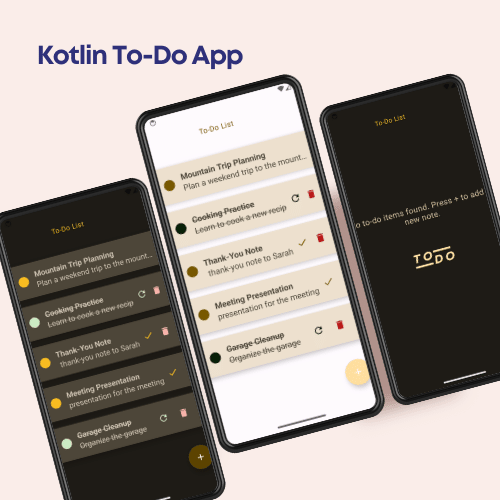 Kotlin To-Do App
To-Do List
Mountain Trip Planning
Plan a weekend trip to the mount...
Cooking Practice
Learn to cook a new recip
Thank-You Note
thank-you note to Sarah
Meeting Presentation
presentation for the meeting
Garage Cleanup
Organize the garage
+
To-Do List
Mountain Trip Planning
Plan a weekend trip to the mount...
Cooking Practice
Learn to cook a new recip
Thank-You Note
thank-you note to Sarah
Meeting Presentation
presentation for the meeting
Garage Cleanup
Organize the garage
+
To-Do List
o to-do items found. Press + to add
new note.
TO
DO